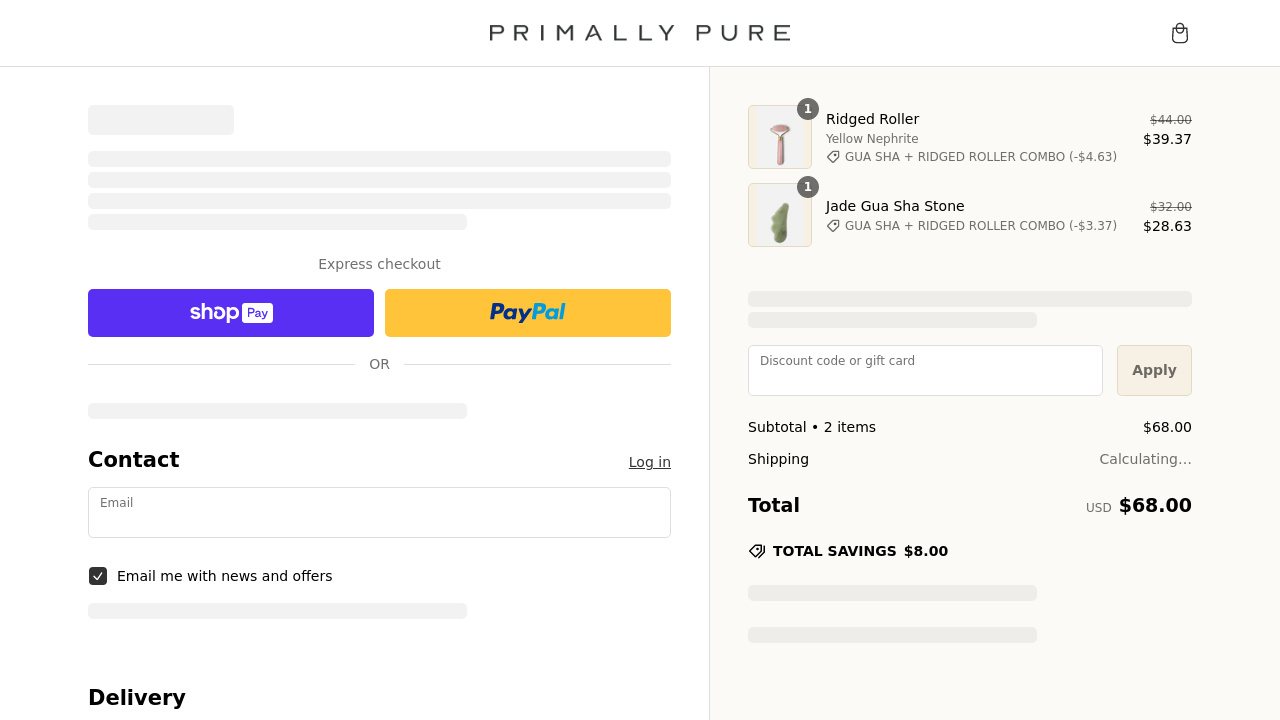 PRIMALLY PURE
Express checkout
shop Pay
PayPal
OR
Contact
Log in
Email
Email me with news and offers
Delivery
1
Ridged Roller
$44.00
Yellow Nephrite
$39.37
GUA SHA + RIDGED ROLLER COMBO (-$4.63)
1
Jade Gua Sha Stone
$32.00
GUA SHA + RIDGED ROLLER COMBO (-$3.37)
$28.63
Discount code or gift card
Apply
Subtotal • 2 items
$68.00
Shipping
Calculating…
Total
USD $68.00
TOTAL SAVINGS $8.00